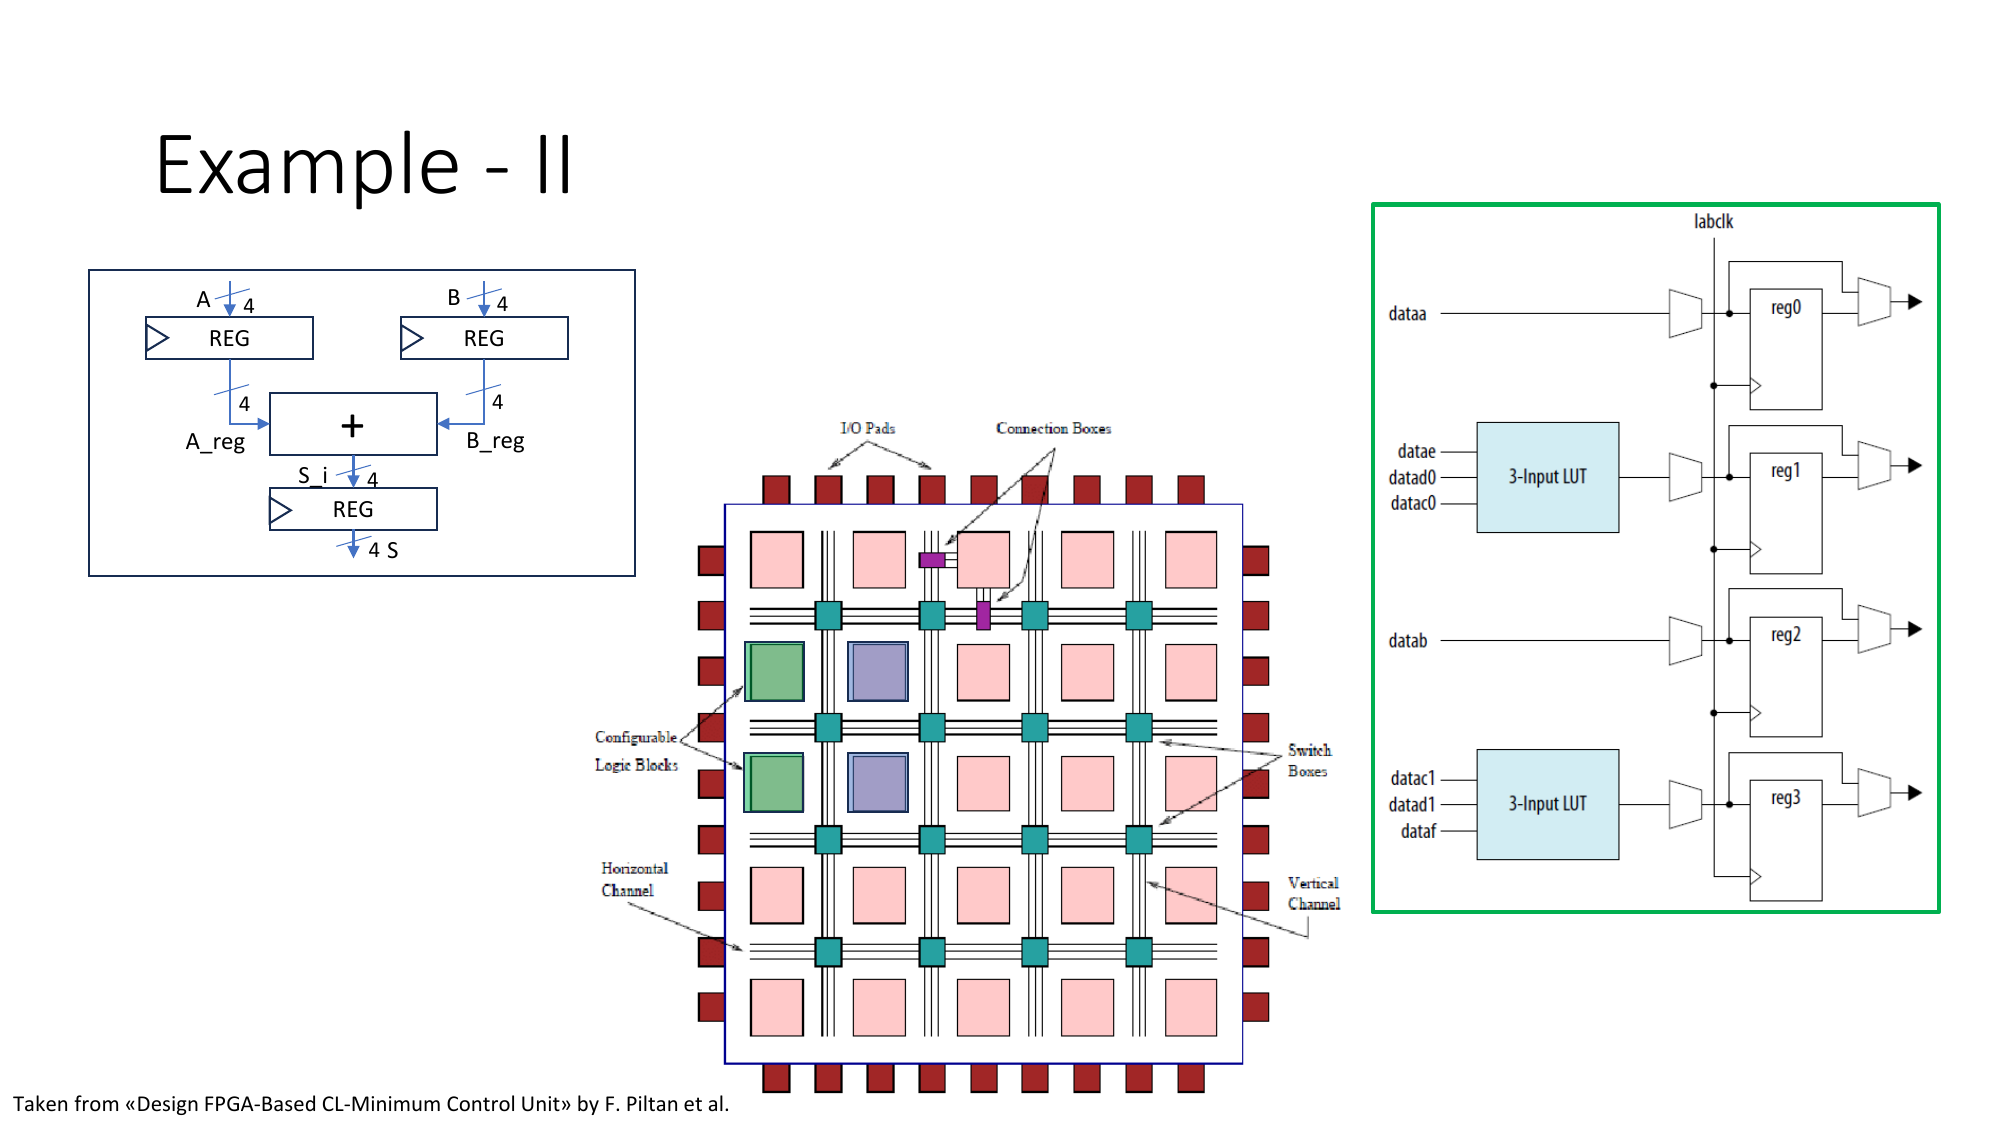 Example - II
A
4
B
4
REG
REG
4
4
+
A_reg
B_reg
S_i
4
REG
4 S
I/O Pads
Connection Boxes
Configurable
Logic Blocks
Switch
Boxes
Horizontal
Channel
Vertical
Channel
labclk
dataa
reg0
datae
datad0
datac0
3-Input LUT
reg1
datab
reg2
datac1
datad1
dataf
3-Input LUT
reg3
Taken from «Design FPGA-Based CL-Minimum Control Unit» by F. Piltan et al.